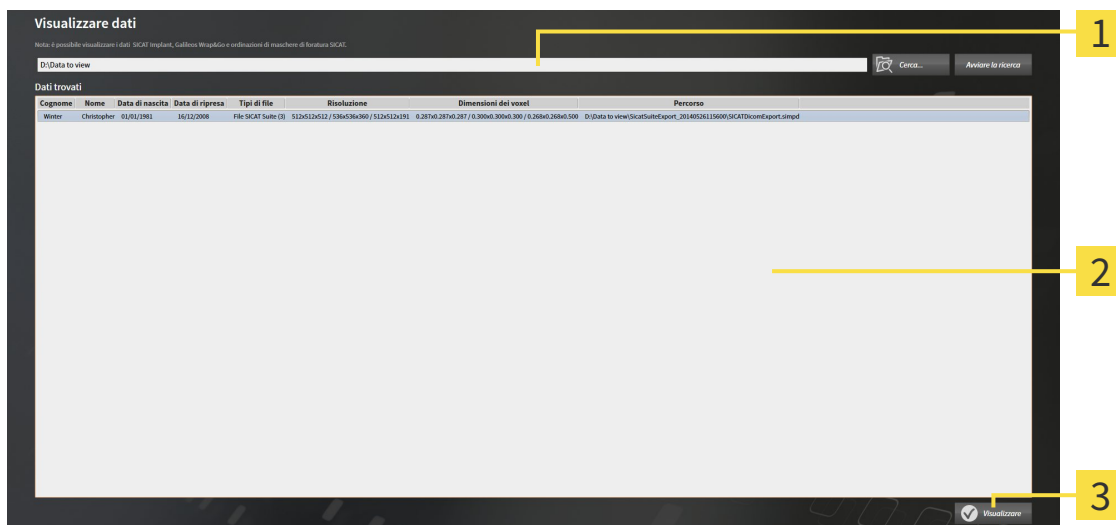 Visualizzare dati
Nota: è possibile visualizzare i dati SICAT Implant, Galileos Wrap&Go e ordinazioni di maschere di foratura SICAT.
D:\Data to view
Cerca...
Avviare la ricerca
Dati trovati
Cognome Nome Data di nascita Data di ripresa Tipi di file Risoluzione Dimensioni dei voxel Percorso
Winter Christopher 01/01/1981 16/12/2008 File SICAT Suite (3) 512x512x512 / 536x536x360 / 512x512x191 0.287x0.287x0.287 / 0.300x0.300x0.300 / 0.268x0.268x0.500 D:\Data to view\SicatSuiteExport_20140526115600\SICATDicomExport.simpd
Visualizzare
1
2
3